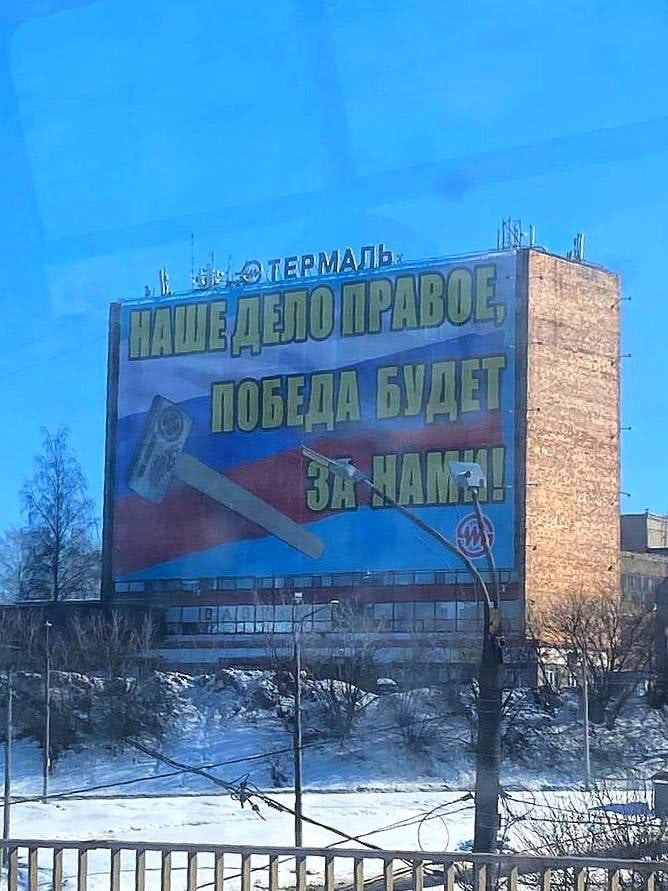 ТЕРМАЛЬ
НАШЕ ДЕЛО ПРАВОЕ,
ПОБЕДА БУДЕТ
ЗА НАМИ!